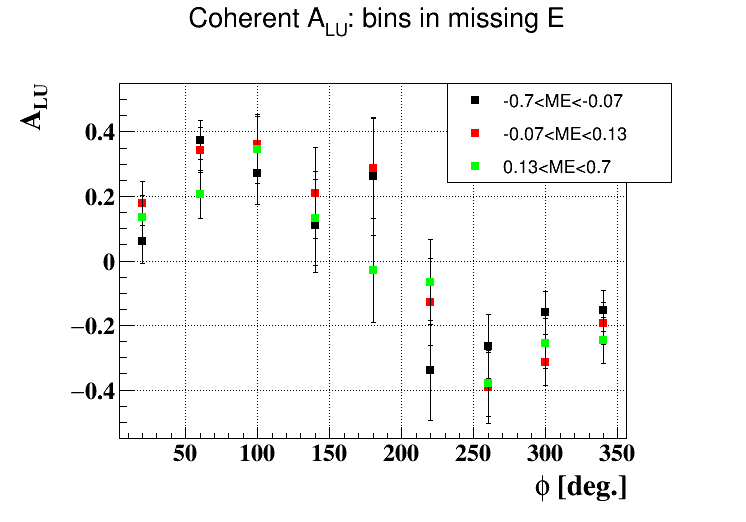 Coherent A_LU: bins in missing E
A_LU
-0.7<ME<-0.07
-0.07<ME<0.13
0.13<ME<0.7
0.4
0.2
0
−0.2
−0.4
50 100 150 200 250 300 350
ϕ [deg.]